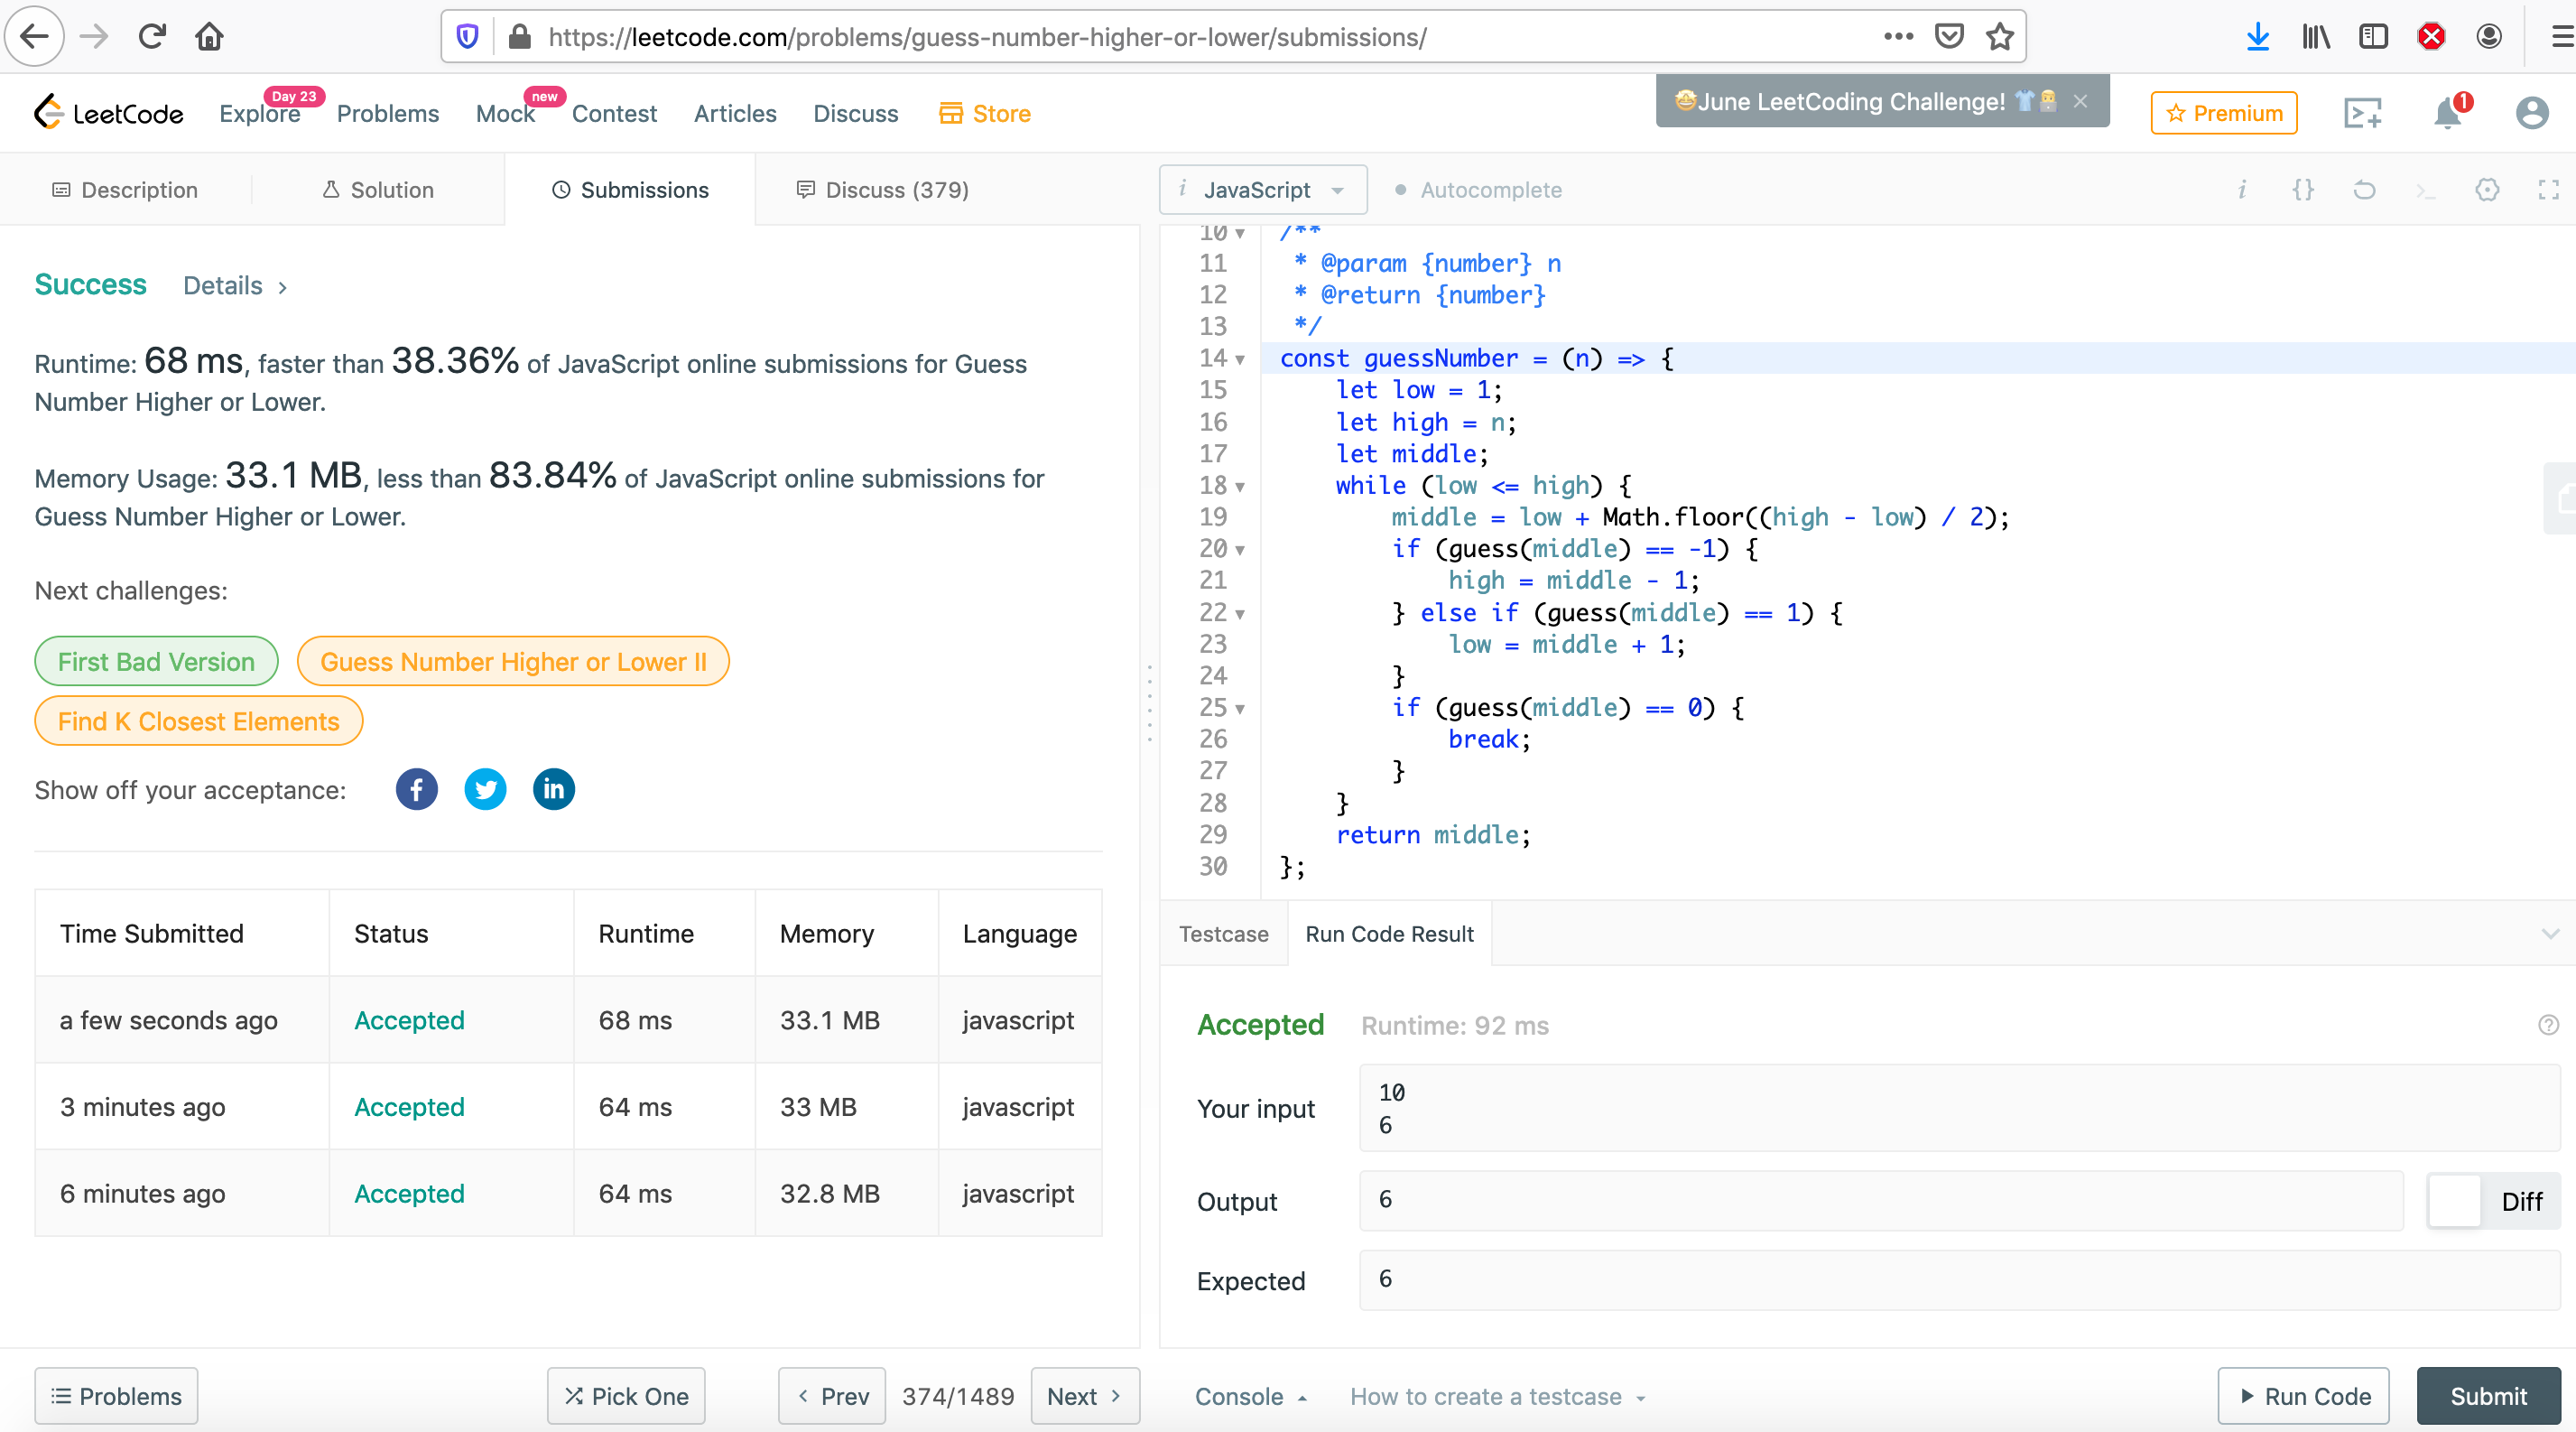 https://leetcode.com/problems/guess-number-higher-or-lower/submissions/
LeetCode
Explore
Day 23
Problems
Mock
new
Contest
Articles
Discuss
Store
June LeetCoding Challenge!
Premium
1
Description
Solution
Submissions
Discuss (379)
i JavaScript
Autocomplete
i {}
Success Details >
Runtime: 68 ms, faster than 38.36% of JavaScript online submissions for Guess
Number Higher or Lower.
Memory Usage: 33.1 MB, less than 83.84% of JavaScript online submissions for
Guess Number Higher or Lower.
Next challenges:
First Bad Version
Guess Number Higher or Lower II
Find K Closest Elements
Show off your acceptance:
Time Submitted Status Runtime Memory Language
a few seconds ago Accepted 68 ms 33.1 MB javascript
3 minutes ago Accepted 64 ms 33 MB javascript
6 minutes ago Accepted 64 ms 32.8 MB javascript
10 /**
11 * @param {number} n
12 * @return {number}
13 */
14 const guessNumber = (n) => {
15 let low = 1;
16 let high = n;
17 let middle;
18 while (low <= high) {
19 middle = low + Math.floor((high - low) / 2);
20 if (guess(middle) == -1) {
21 high = middle - 1;
22 } else if (guess(middle) == 1) {
23 low = middle + 1;
24 }
25 if (guess(middle) == 0) {
26 break;
27 }
28 }
29 return middle;
30 };
Testcase
Run Code Result
Accepted Runtime: 92 ms
Your input
10
6
Output
6
Diff
Expected
6
Problems
Pick One
< Prev
374/1489
Next >
Console
How to create a testcase
Run Code
Submit